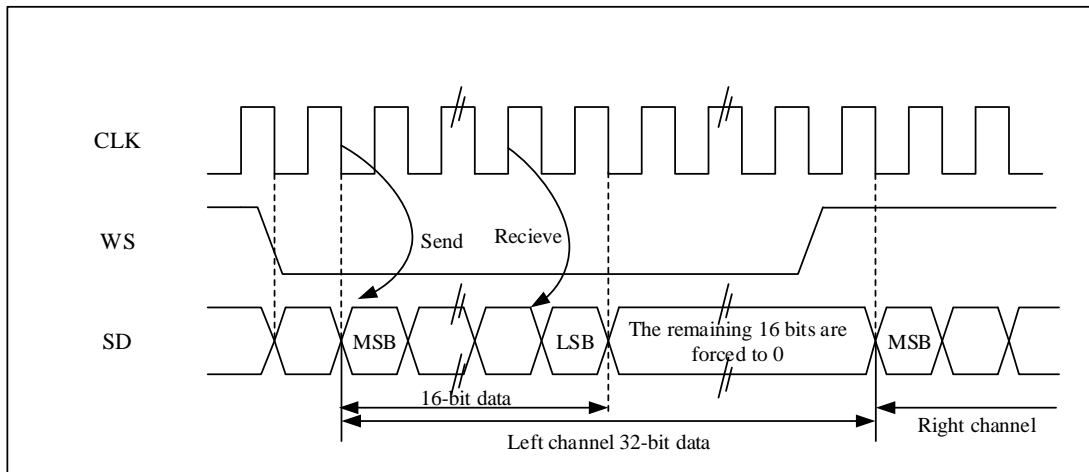 CLK
WS
Send
Recieve
SD
MSB
LSB
The remaining 16 bits are
forced to 0
MSB
16-bit data
Left channel 32-bit data
Right channel